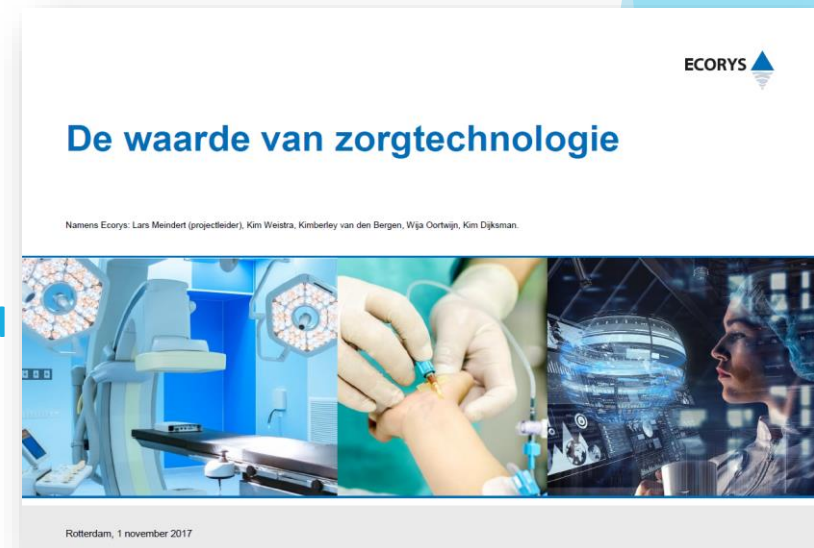 ECORYS
De waarde van zorgtechnologie
Namens Ecorys: Lars Meindert (projectleider), Kim Weistra, Kimberley van den Bergen, Wija Oortwijn, Kim Dijksman.
Rotterdam, 1 november 2017